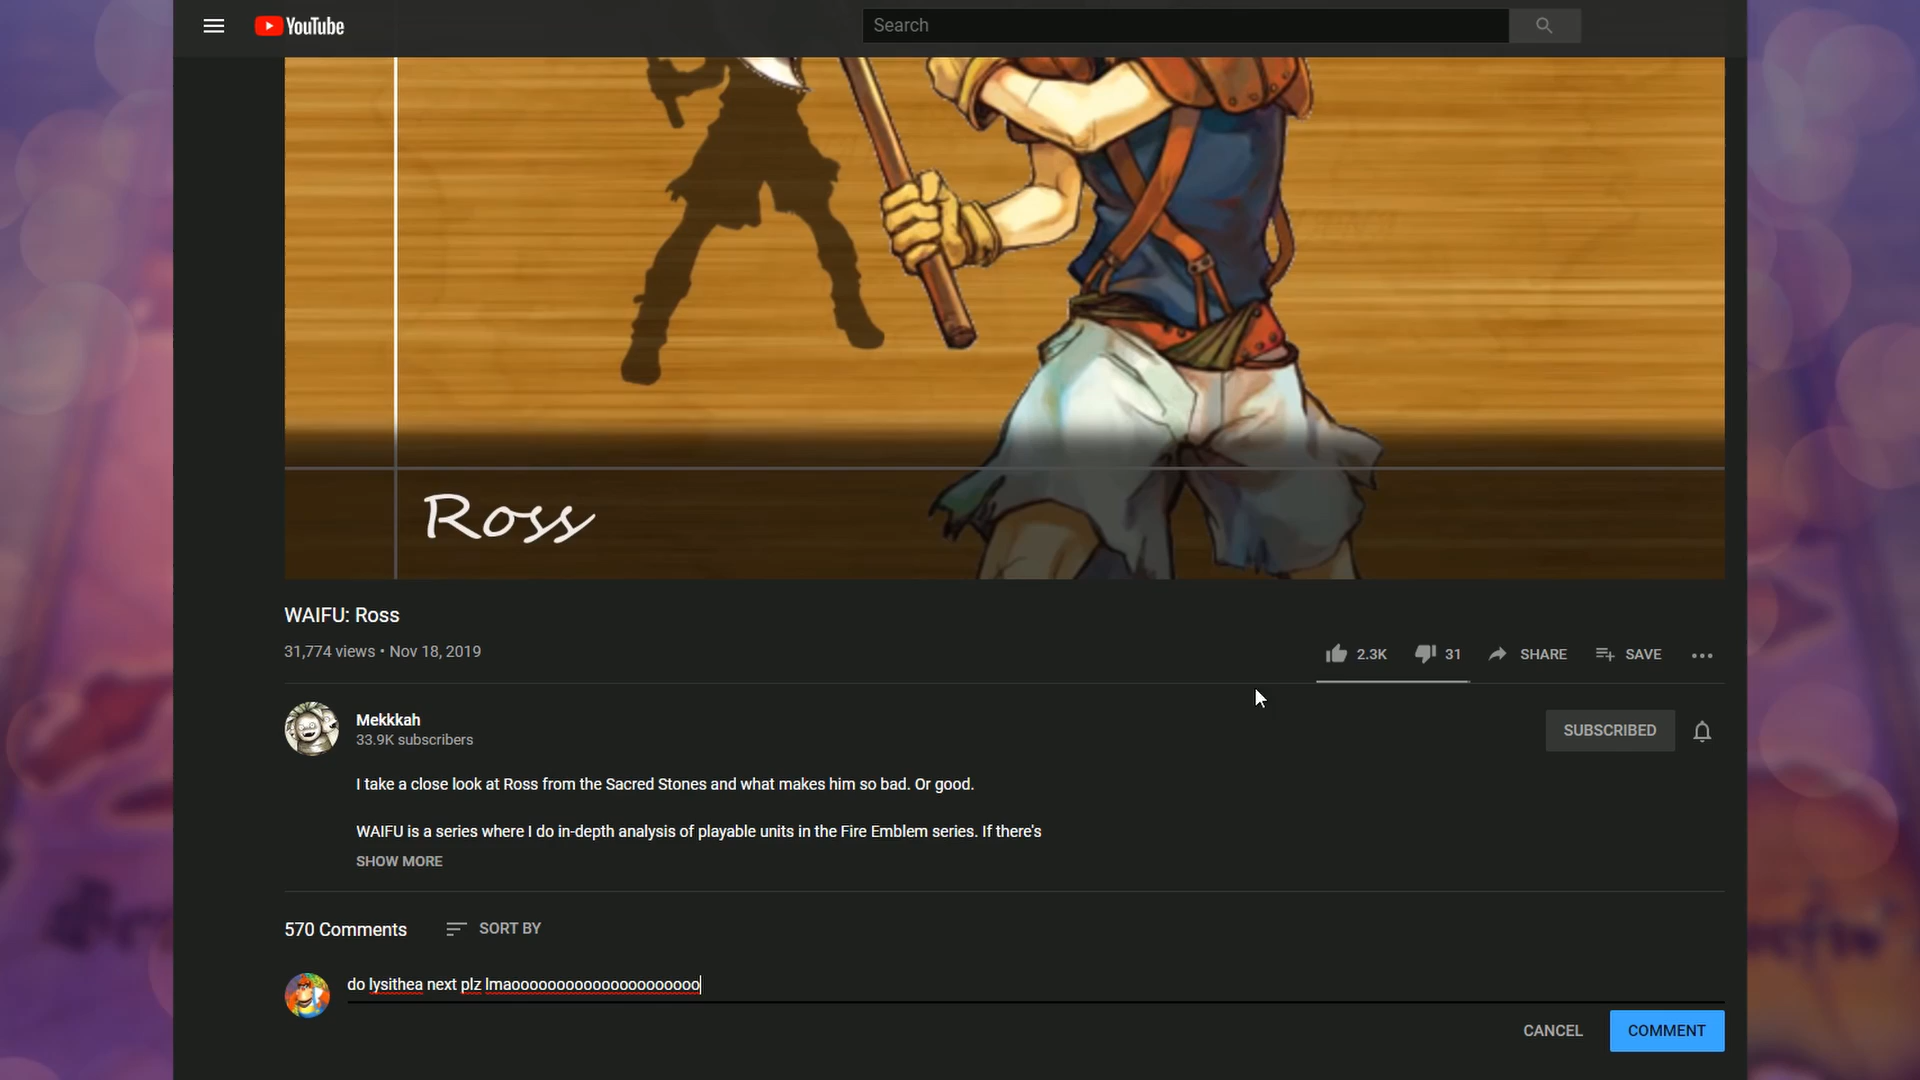 YouTube
Search
Ross
WAIFU: Ross
31,774 views • Nov 18, 2019
2.3K
31
SHARE
SAVE
Mekkkah
33.9K subscribers
SUBSCRIBED
I take a close look at Ross from the Sacred Stones and what makes him so bad. Or good.
WAIFU is a series where I do in-depth analysis of playable units in the Fire Emblem series. If there's
SHOW MORE
570 Comments
SORT BY
do lysithea next plz lmaooooooooooooooooooooo
CANCEL
COMMENT